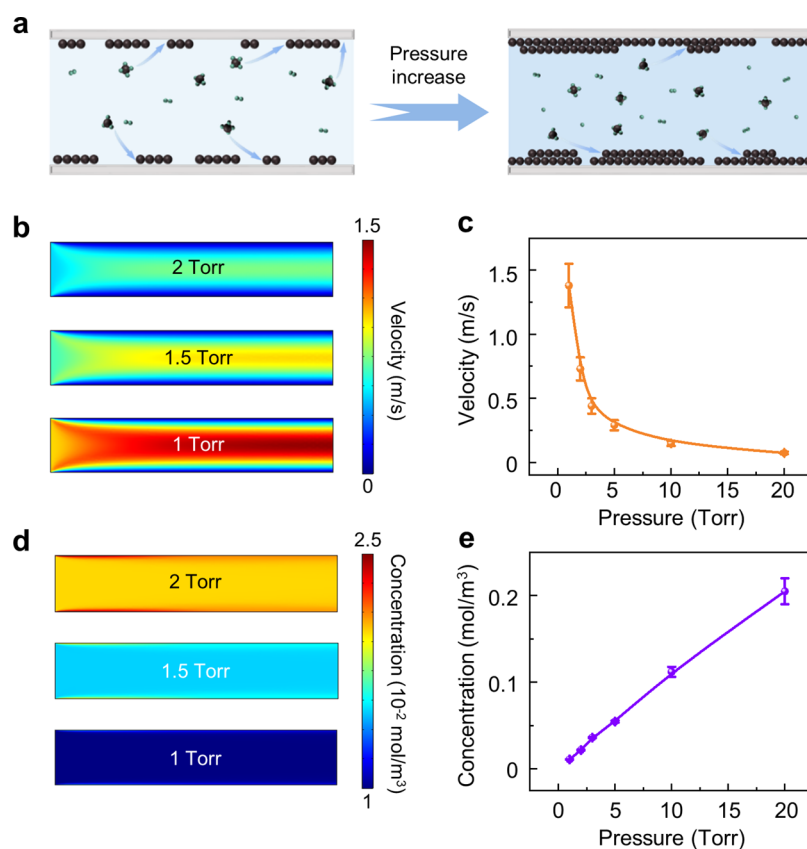 a
Pressure
increase
b
2 Torr
1.5 Torr
1 Torr
1.5
Velocity (m/s)
0
c
Velocity (m/s)
1.5
1.0
0.5
0
0 5 10 15 20
Pressure (Torr)
d
2 Torr
1.5 Torr
1 Torr
2.5
Concentration (10⁻² mol/m³)
1
e
Concentration (mol/m³)
0.2
0.1
0
0 5 10 15 20
Pressure (Torr)